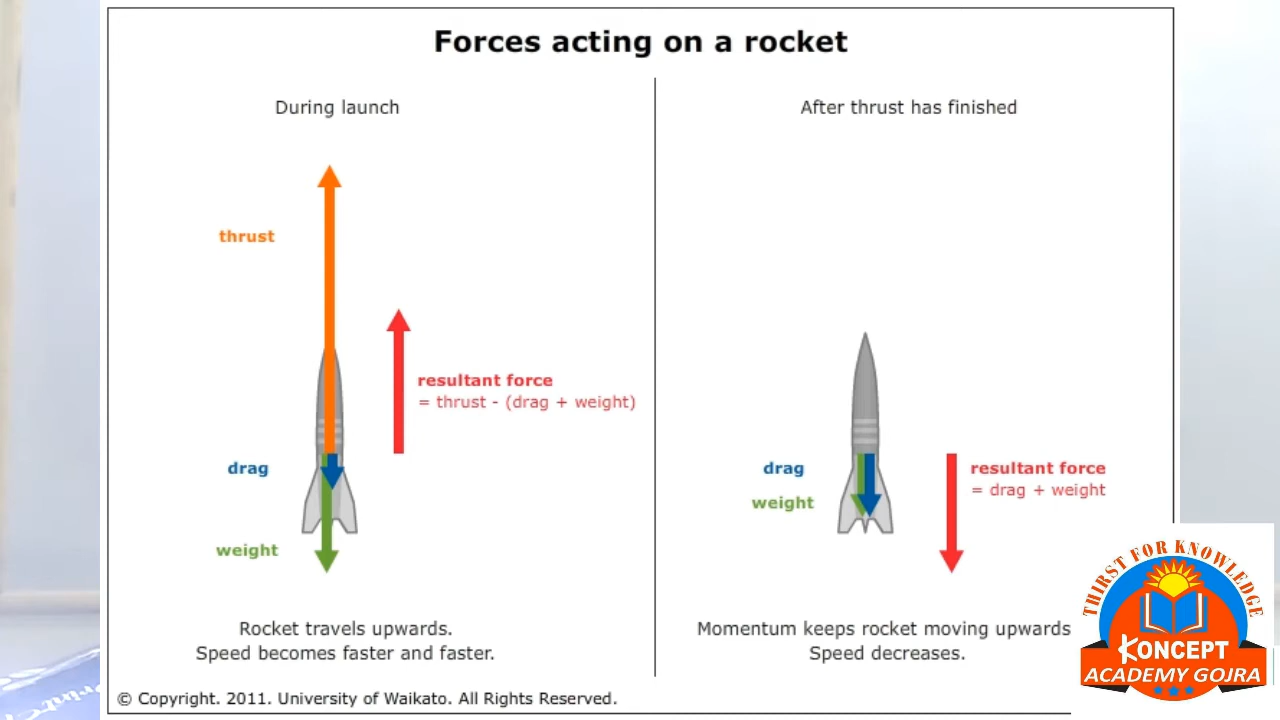 Forces acting on a rocket
During launch
thrust
resultant force
= thrust - (drag + weight)
drag
weight
Rocket travels upwards.
Speed becomes faster and faster.
After thrust has finished
drag
weight
resultant force
= drag + weight
Momentum keeps rocket moving upwards
Speed decreases.
© Copyright. 2011. University of Waikato. All Rights Reserved.
THIRST FOR KNOWLEDGE
KONCEPT
ACADEMY GOJRA